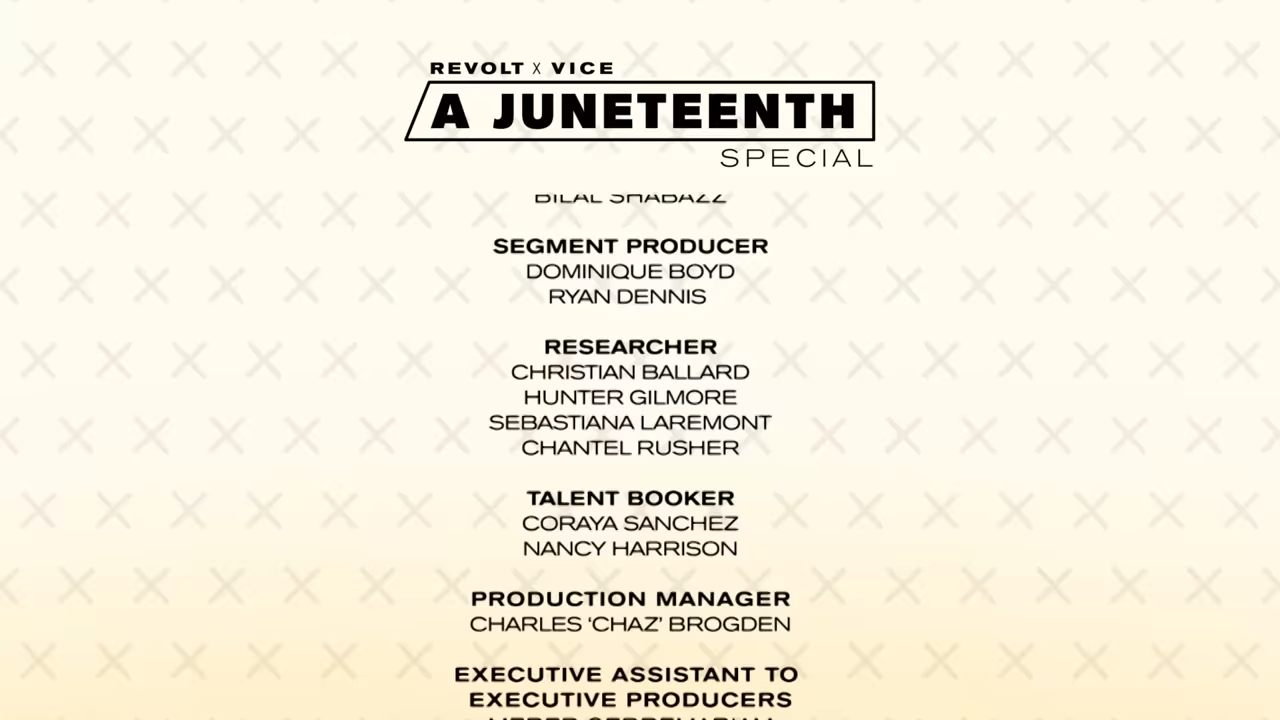 REVOLT X VICE
A JUNETEENTH
SPECIAL
BILAL SHABAZZ
SEGMENT PRODUCER
DOMINIQUE BOYD
RYAN DENNIS
RESEARCHER
CHRISTIAN BALLARD
HUNTER GILMORE
SEBASTIANA LAREMONT
CHANTEL RUSHER
TALENT BOOKER
CORAYA SANCHEZ
NANCY HARRISON
PRODUCTION MANAGER
CHARLES ‘CHAZ’ BROGDEN
EXECUTIVE ASSISTANT TO
EXECUTIVE PRODUCERS